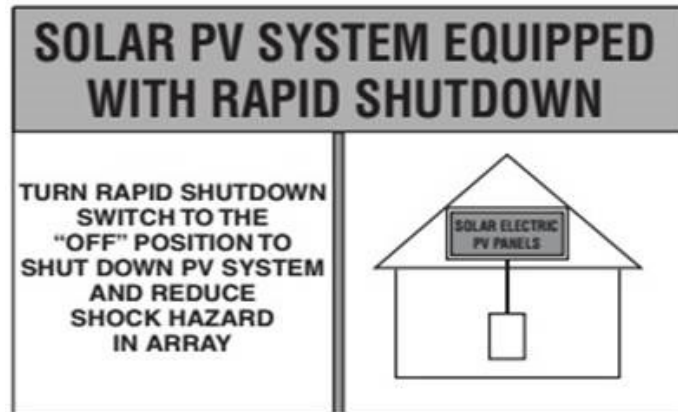 SOLAR PV SYSTEM EQUIPPED
WITH RAPID SHUTDOWN
TURN RAPID SHUTDOWN
SWITCH TO THE
“OFF” POSITION TO
SHUT DOWN PV SYSTEM
AND REDUCE
SHOCK HAZARD
IN ARRAY
SOLAR ELECTRIC
PV PANELS